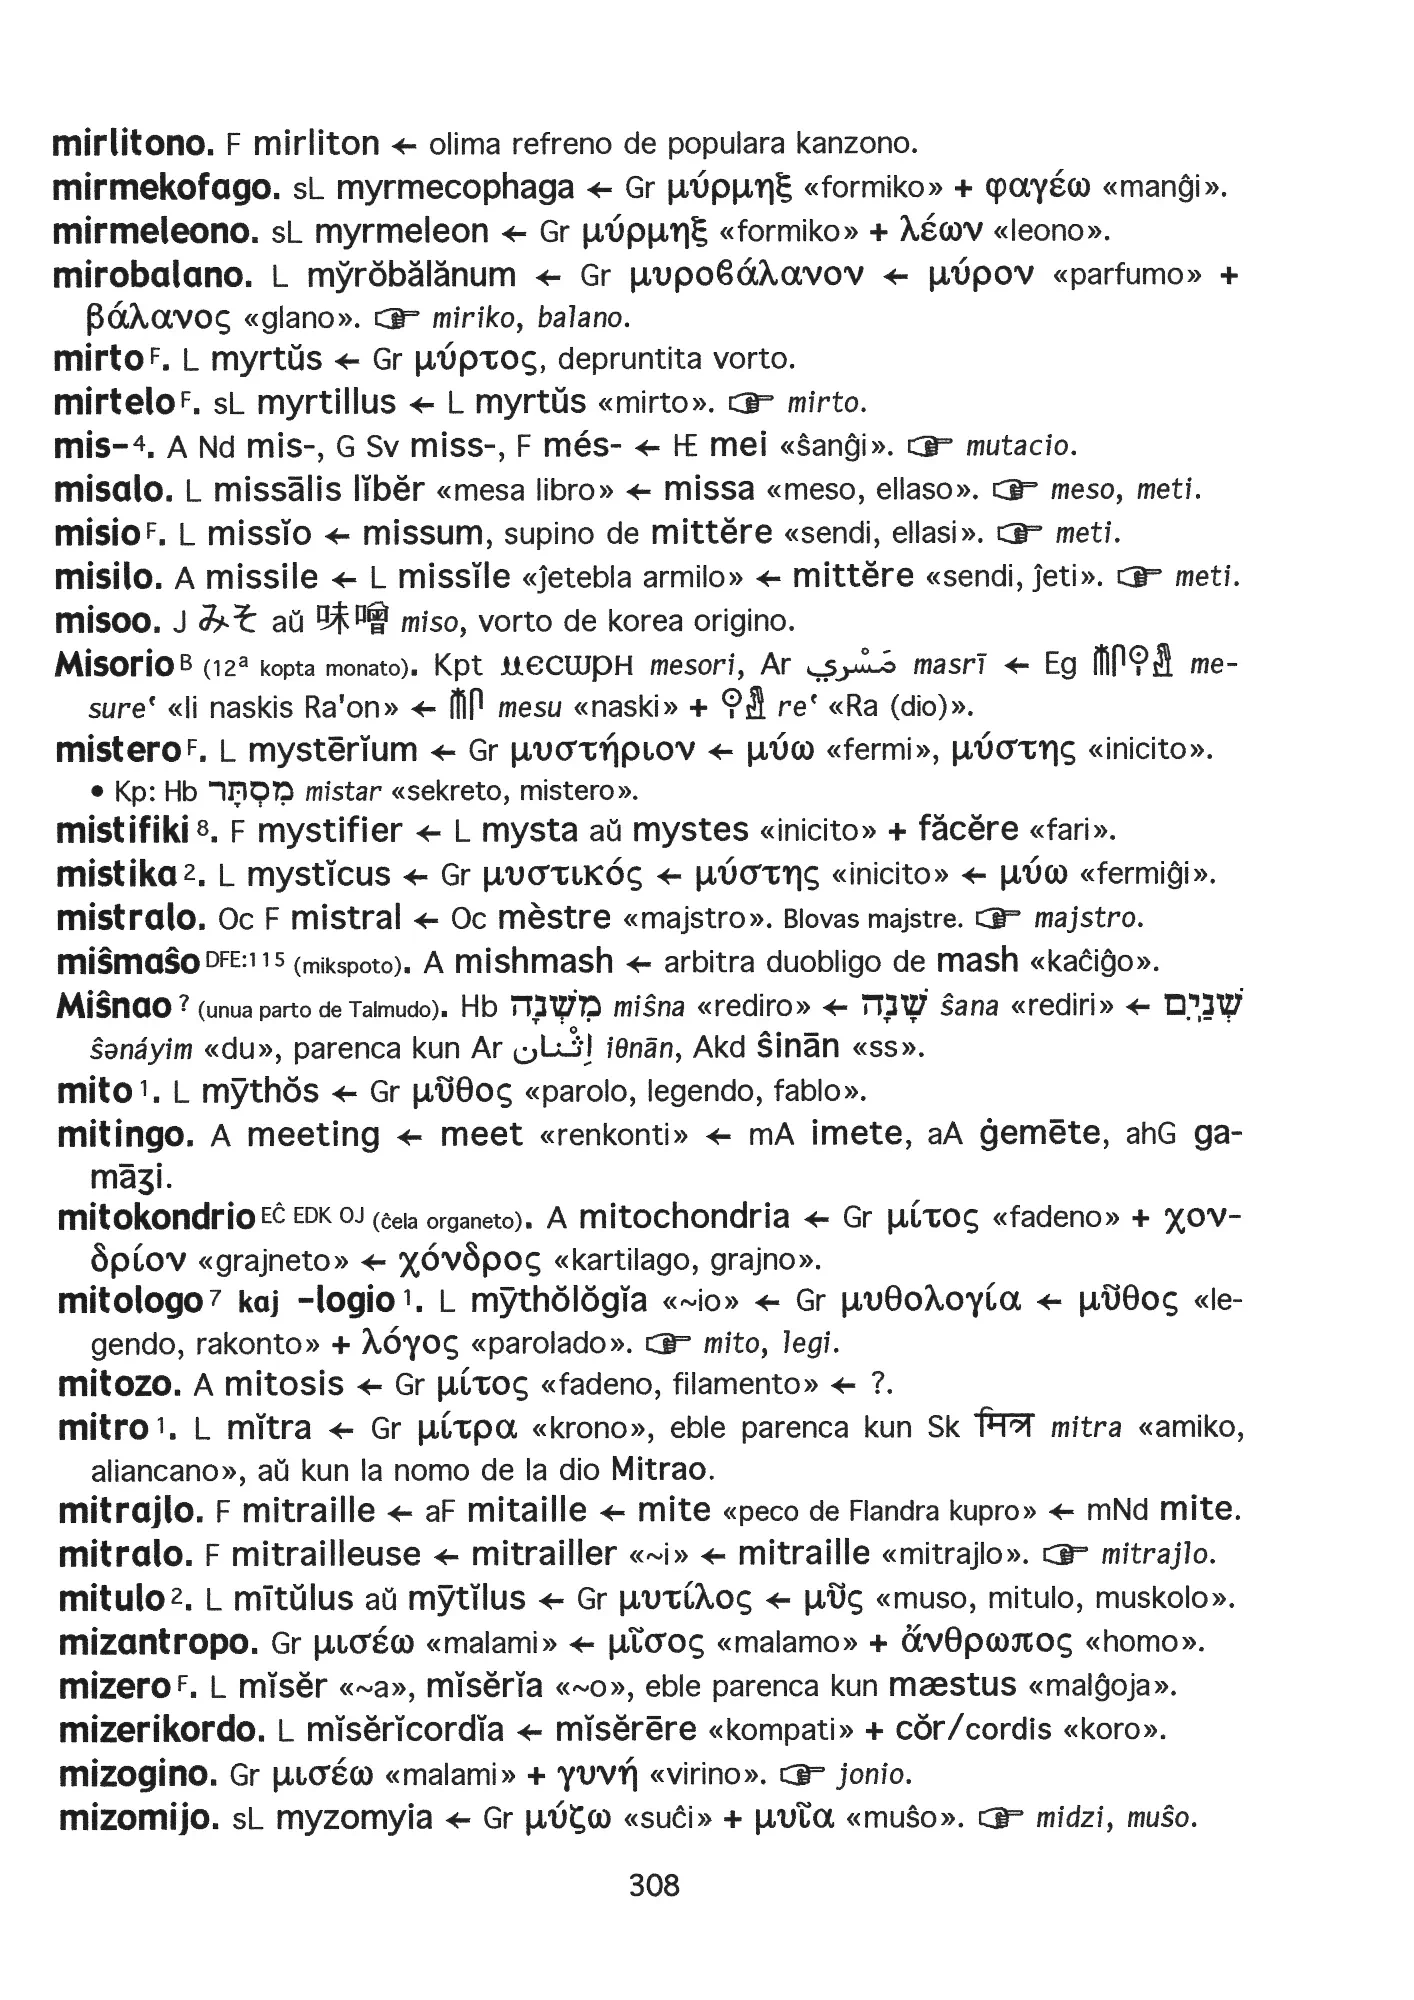 mirlitono. F mirliton ← olima refreno de populara kanzono.
mirmekofago. sL myrmecophaga ← Gr μύρμηξ «formiko» + φαγέω «manĝi».
mirmeleono. sL myrmeleon ← Gr μύρμηξ «formiko» + λέων «leono».
mirobalano. L my̆rŏbălănum ← Gr μυροϐάλανον ← μύρον «parfumo» +
βάλανος «glano». ☞ miriko, balano.
mirto F. L myrtŭs ← Gr μύρτος, depruntita vorto.
mirtelo F. sL myrtillus ← L myrtŭs «mirto». ☞ mirto.
mis- 4. A Nd mis-, G Sv miss-, F més- ← IE mei «ŝanĝi». ☞ mutacio.
misalo. L missālis lĭbĕr «mesa libro» ← missa «meso, ellaso». ☞ meso, meti.
misio F. L missĭo ← missum, supino de mittĕre «sendi, ellasi». ☞ meti.
misilo. A missile ← L missĭle «ĵetebla armilo» ← mittĕre «sendi, ĵeti». ☞ meti.
misoo. J みそ aŭ 味噌 miso, vorto de korea origino.
Misorio B (12ª kopta monato). Kpt ⲙⲉⲥⲱⲣⲏ mesori, Ar مَسْري masrī ← Eg 𓄟𓋴𓇳𓀭 me-
sureʿ «li naskis Ra'on» ← 𓄟𓋴 mesu «naski» + 𓇳𓀭 reʿ «Ra (dio)».
mistero F. L mystērĭum ← Gr μυστήριον ← μύω «fermi», μύστης «inicito».
• Kp: Hb מִסְתָּר mistar «sekreto, mistero».
mistifiki 8. F mystifier ← L mysta aŭ mystes «inicito» + făcĕre «fari».
mistika 2. L mystĭcus ← Gr μυστικός ← μύστης «inicito» ← μύω «fermiĝi».
mistralo. Oc F mistral ← Oc mèstre «majstro». Blovas majstre. ☞ majstro.
miŝmaŝo DFE:115 (mikspoto). A mishmash ← arbitra duobligo de mash «kaĉiĝo».
Miŝnao ? (unua parto de Talmudo). Hb מִשְׁנָה miŝna «rediro» ← שָׁנָה ŝana «rediri» ← שְׁנַיִם
ŝənáyim «du», parenca kun Ar إِثْنان iθnān, Akd ŝinān «ss».
mito 1. L mȳthŏs ← Gr μῦθος «parolo, legendo, fablo».
mitingo. A meeting ← meet «renkonti» ← mA imete, aA ġemēte, ahG ga-
māʒi.
mitokondrio EĈ EDK OJ (ĉela organeto). A mitochondria ← Gr μίτος «fadeno» + χον-
δρίον «grajneto» ← χόνδρος «kartilago, grajno».
mitologo 7 kaj -logio 1. L mȳthŏlŏgĭa «~io» ← Gr μυθολογία ← μῦθος «le-
gendo, rakonto» + λόγος «parolado». ☞ mito, legi.
mitozo. A mitosis ← Gr μίτος «fadeno, filamento» ← ?.
mitro 1. L mĭtra ← Gr μίτρα «krono», eble parenca kun Sk मित्र mitra «amiko,
aliancano», aŭ kun la nomo de la dio Mitrao.
mitrajlo. F mitraille ← aF mitaille ← mite «peco de Flandra kupro» ← mNd mite.
mitralo. F mitrailleuse ← mitrailler «~i» ← mitraille «mitrajlo». ☞ mitrajlo.
mitulo 2. L mītŭlus aŭ mȳtĭlus ← Gr μυτίλος ← μῦς «muso, mitulo, muskolo».
mizantropo. Gr μισέω «malami» ← μῖσος «malamo» + ἄνθρωπος «homo».
mizero F. L mĭsĕr «~a», mĭsĕrĭa «~o», eble parenca kun mæstus «malĝoja».
mizerikordo. L mĭsĕrĭcordĭa ← mĭsĕrēre «kompati» + cŏr/cordis «koro».
mizogino. Gr μισέω «malami» + γυνή «virino». ☞ jonio.
mizomijo. sL myzomyia ← Gr μύζω «suĉi» + μυῖα «muŝo». ☞ midzi, muŝo.
308